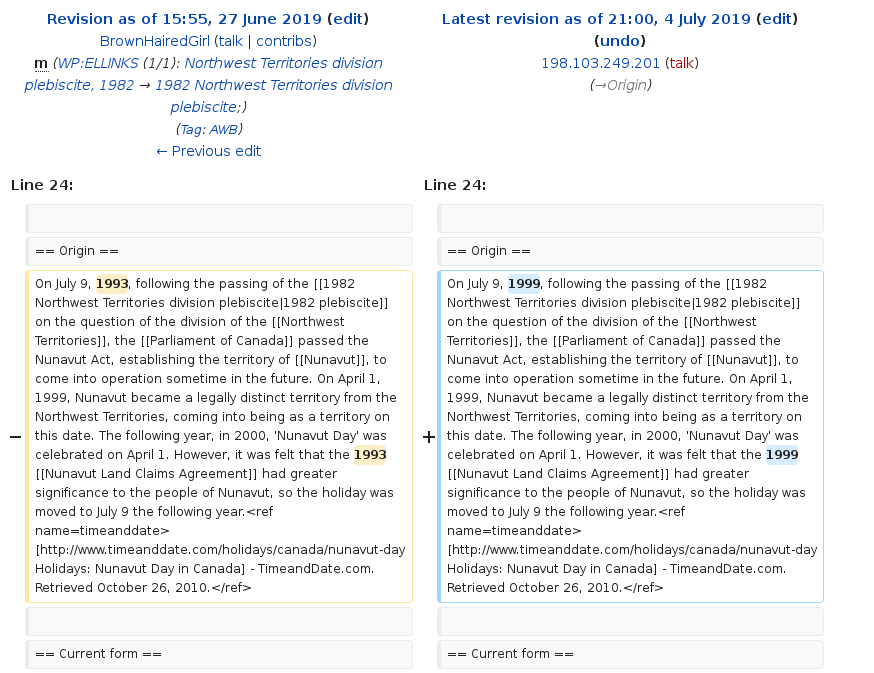 Revision as of 15:55, 27 June 2019 (edit)
BrownHairedGirl (talk | contribs)
m (WP:ELLINKS (1/1): Northwest Territories division
plebiscite, 1982 → 1982 Northwest Territories division
plebiscite;)
(Tag: AWB)
← Previous edit
Latest revision as of 21:00, 4 July 2019 (edit)
(undo)
198.103.249.201 (talk)
(→Origin)
Line 24:
Line 24:
== Origin ==
== Origin ==
−
On July 9, 1993, following the passing of the [[1982
Northwest Territories division plebiscite|1982 plebiscite]]
on the question of the division of the [[Northwest
Territories]], the [[Parliament of Canada]] passed the
Nunavut Act, establishing the territory of [[Nunavut]], to
come into operation sometime in the future. On April 1,
1999, Nunavut became a legally distinct territory from the
Northwest Territories, coming into being as a territory on
this date. The following year, in 2000, 'Nunavut Day' was
celebrated on April 1. However, it was felt that the 1993
[[Nunavut Land Claims Agreement]] had greater
significance to the people of Nunavut, so the holiday was
moved to July 9 the following year.<ref
name=timeanddate>
[http://www.timeanddate.com/holidays/canada/nunavut-day
Holidays: Nunavut Day in Canada] - TimeandDate.com.
Retrieved October 26, 2010.</ref>
+
On July 9, 1999, following the passing of the [[1982
Northwest Territories division plebiscite|1982 plebiscite]]
on the question of the division of the [[Northwest
Territories]], the [[Parliament of Canada]] passed the
Nunavut Act, establishing the territory of [[Nunavut]], to
come into operation sometime in the future. On April 1,
1999, Nunavut became a legally distinct territory from the
Northwest Territories, coming into being as a territory on
this date. The following year, in 2000, 'Nunavut Day' was
celebrated on April 1. However, it was felt that the 1999
[[Nunavut Land Claims Agreement]] had greater
significance to the people of Nunavut, so the holiday was
moved to July 9 the following year.<ref
name=timeanddate>
[http://www.timeanddate.com/holidays/canada/nunavut-day
Holidays: Nunavut Day in Canada] - TimeandDate.com.
Retrieved October 26, 2010.</ref>
== Current form ==
== Current form ==